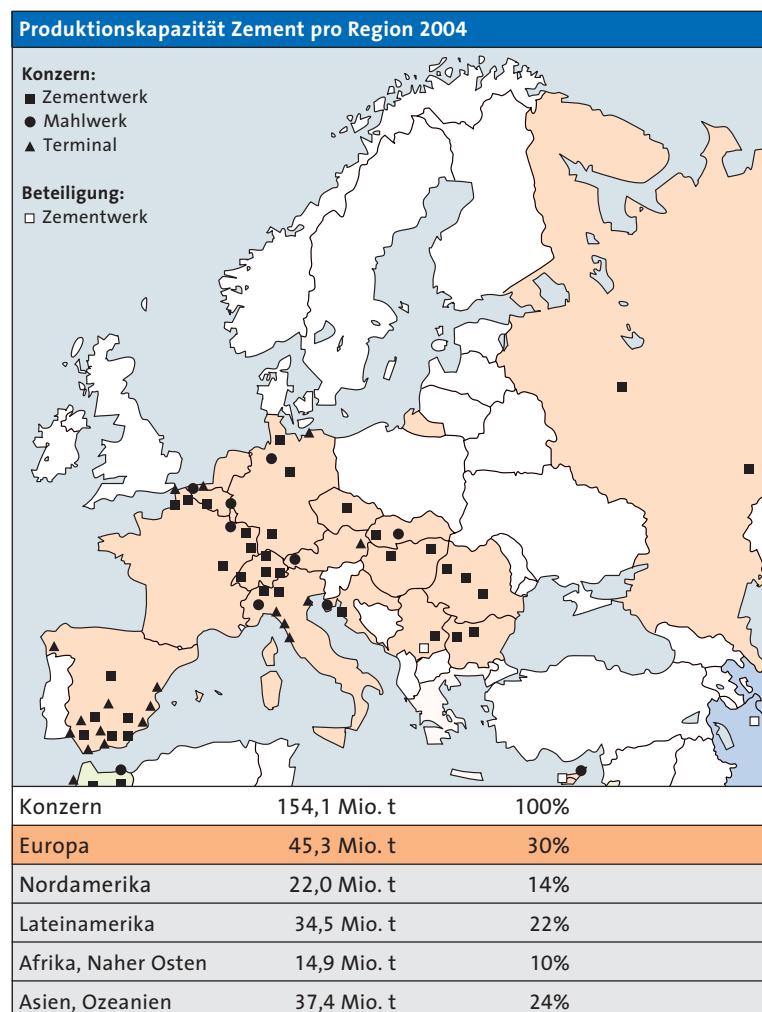 Produktionskapazität Zement pro Region 2004
Konzern:
Zementwerk
Mahlwerk
Terminal
Beteiligung:
Zementwerk
Konzern 154,1 Mio. t 100%
Europa 45,3 Mio. t 30%
Nordamerika 22,0 Mio. t 14%
Lateinamerika 34,5 Mio. t 22%
Afrika, Naher Osten 14,9 Mio. t 10%
Asien, Ozeanien 37,4 Mio. t 24%